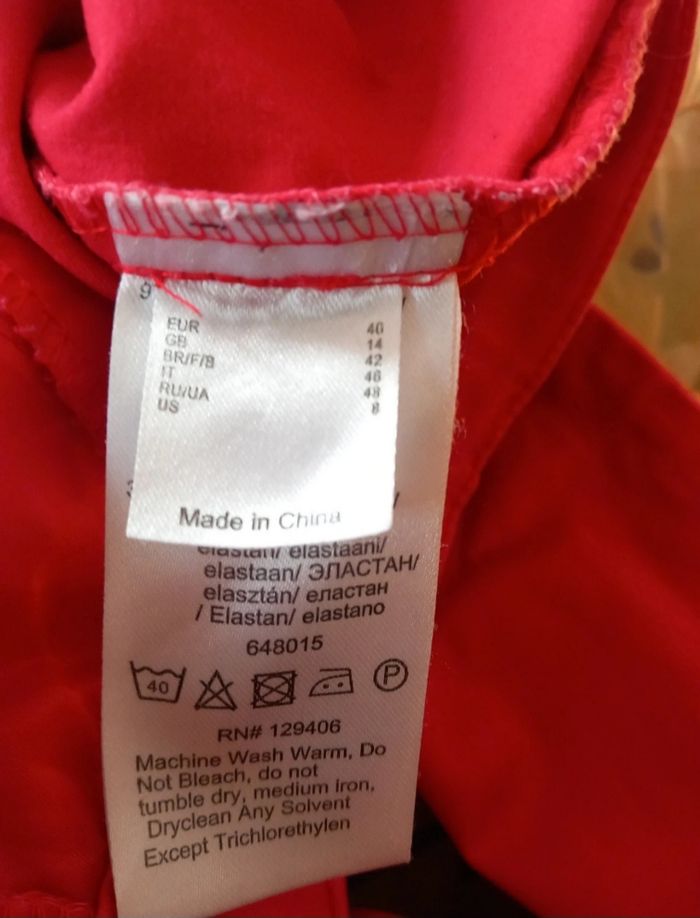 9
EUR 40
GB 14
BR/F/B 42
IT 46
RU/UA 48
US 8
Made in China
elastan/ elastaani/
elastaan/ ЭЛАСТАН/
elasztán/ еластан
/ Elastan/ elastano
648015
40
P
RN# 129406
Machine Wash Warm, Do
Not Bleach, do not
tumble dry, medium iron,
Dryclean Any Solvent
Except Trichlorethylen